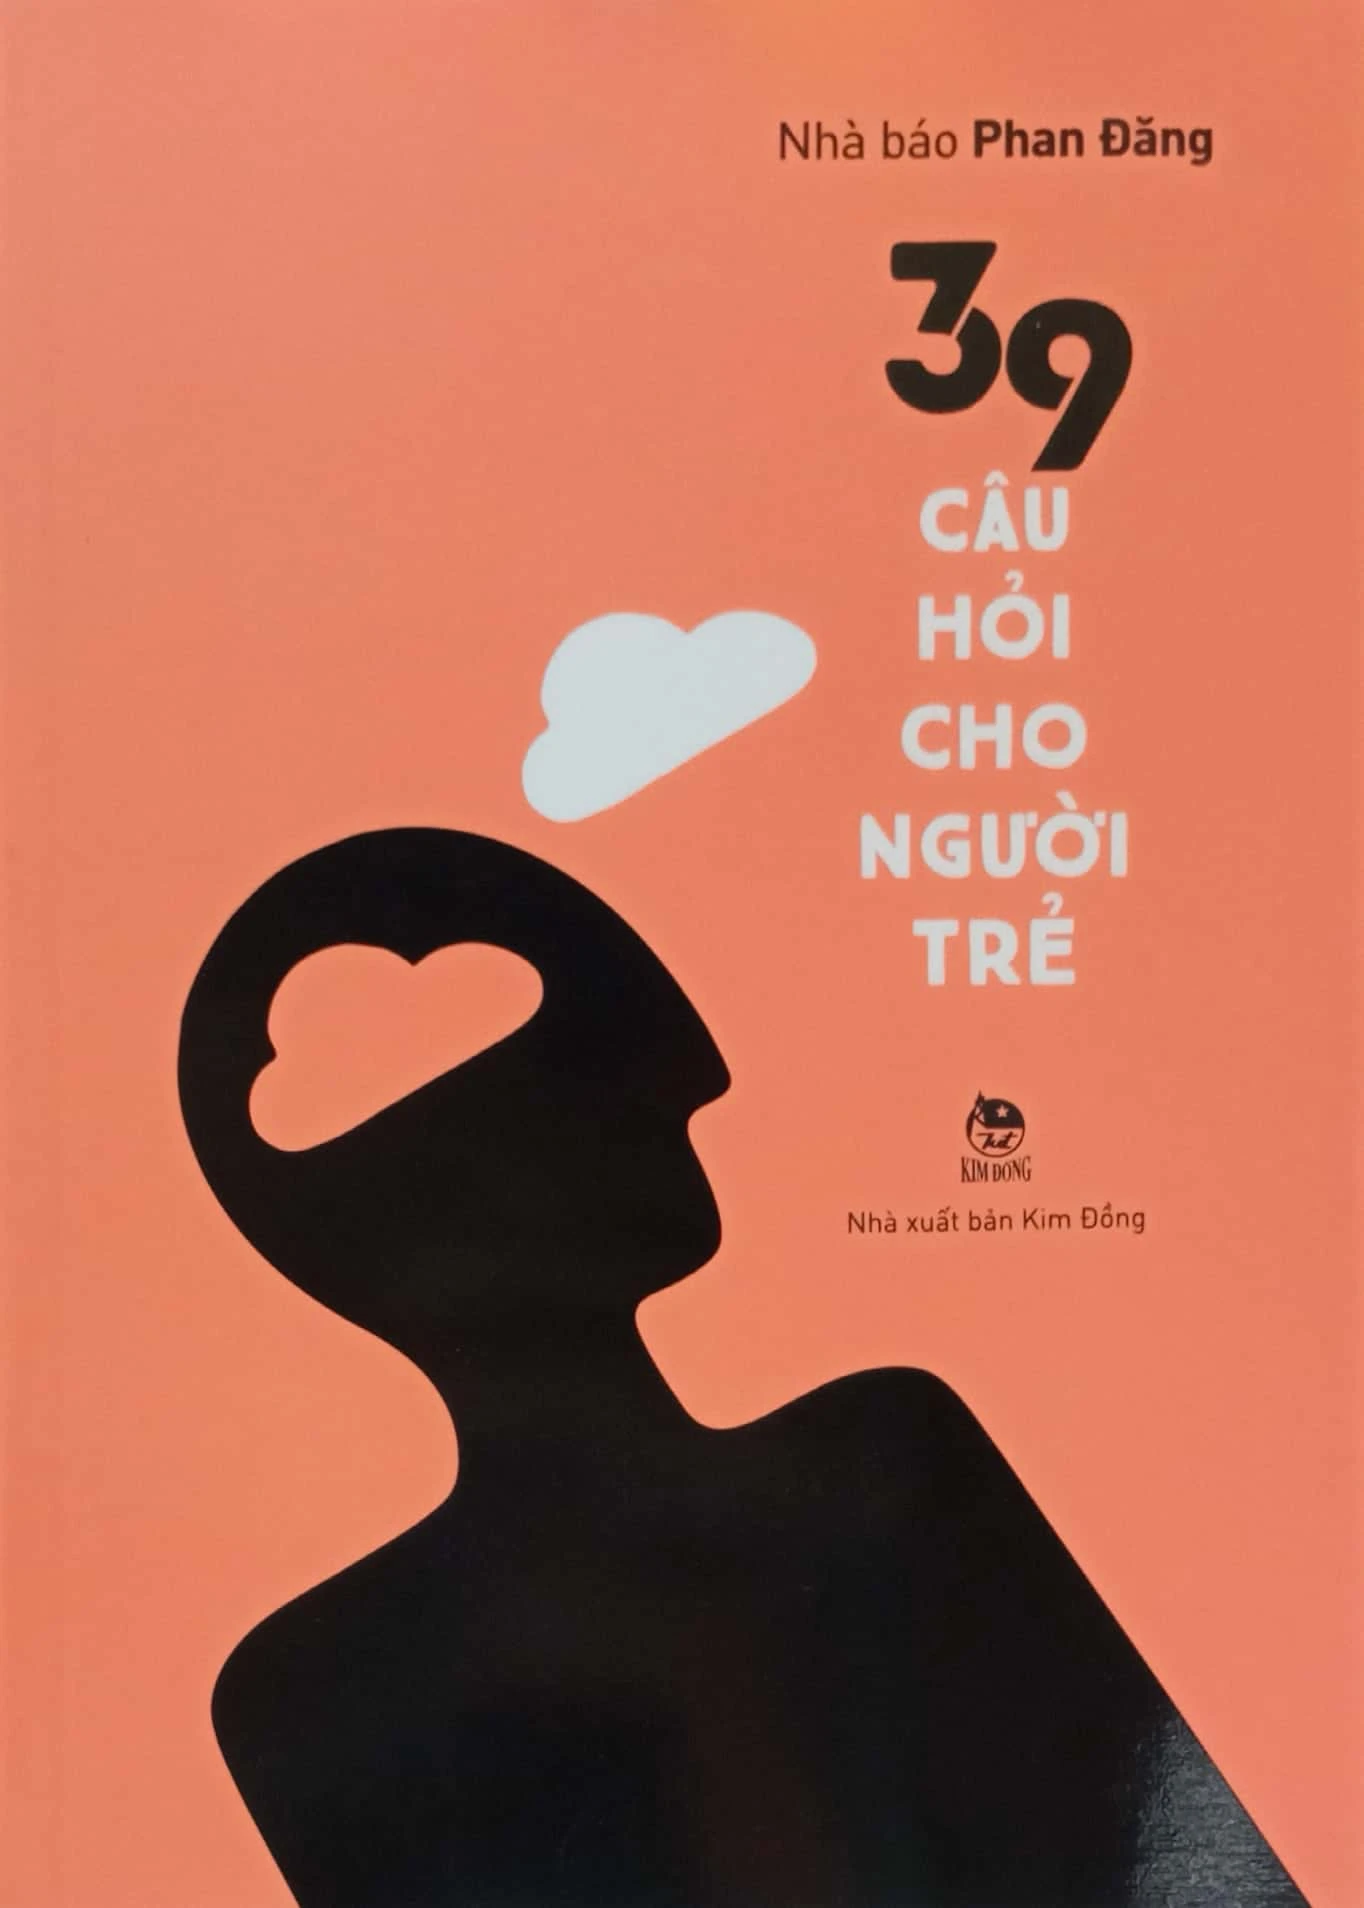 Nhà báo Phan Đăng
39
CÂU
HỎI
CHO
NGƯỜI
TRẺ
KIM ĐỒNG
Nhà xuất bản Kim Đồng